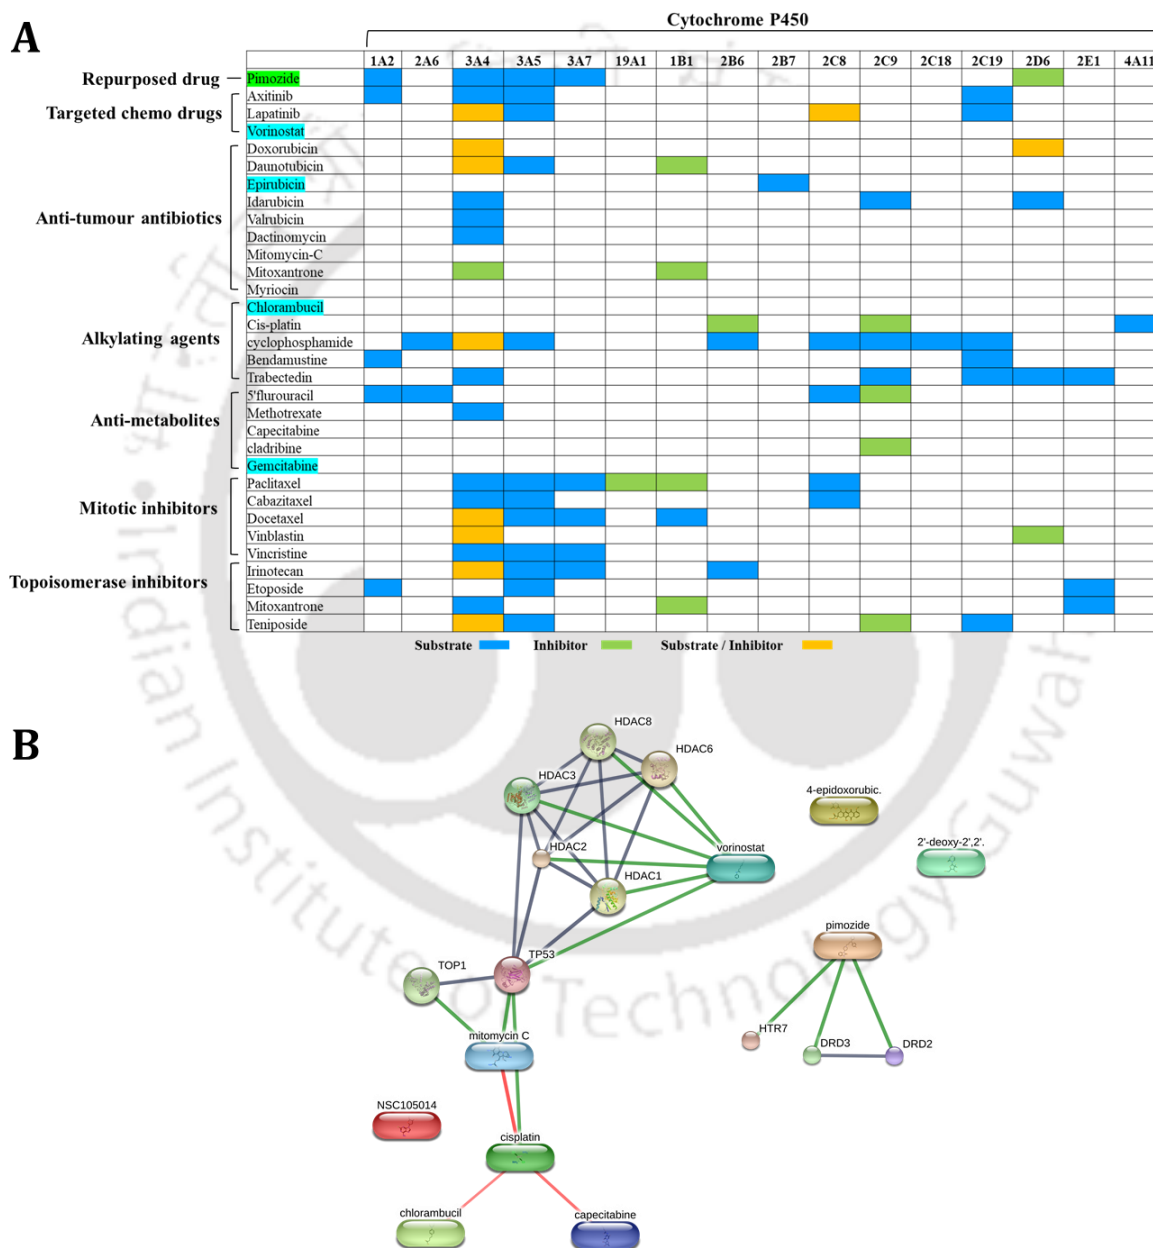 A
Cytochrome P450
1A2 2A6 3A4 3A5 3A7 19A1 1B1 2B6 2B7 2C8 2C9 2C18 2C19 2D6 2E1 4A11
Repurposed drug
Pimozide
Targeted chemo drugs
Axitinib
Lapatinib
Vorinostat
Anti-tumour antibiotics
Doxorubicin
Daunotubicin
Epirubicin
Idarubicin
Valrubicin
Dactinomycin
Mitomycin-C
Mitoxantrone
Myriocin
Alkylating agents
Chlorambucil
Cis-platin
cyclophosphamide
Bendamustine
Trabectedin
Anti-metabolites
5'flurouracil
Methotrexate
Capecitabine
cladribine
Gemcitabine
Mitotic inhibitors
Paclitaxel
Cabazitaxel
Docetaxel
Vinblastin
Vincristine
Topoisomerase inhibitors
Irinotecan
Etoposide
Mitoxantrone
Teniposide
Substrate Inhibitor Substrate / Inhibitor
B
HDAC8
HDAC6
HDAC3
4-epidoxorubic.
HDAC2
vorinostat
2'-deoxy-2',2'.
HDAC1
pimozide
TP53
TOP1
HTR7
mitomycin C
DRD3
DRD2
NSC105014
cisplatin
chlorambucil
capecitabine
Indian Institute of Technology Guwah